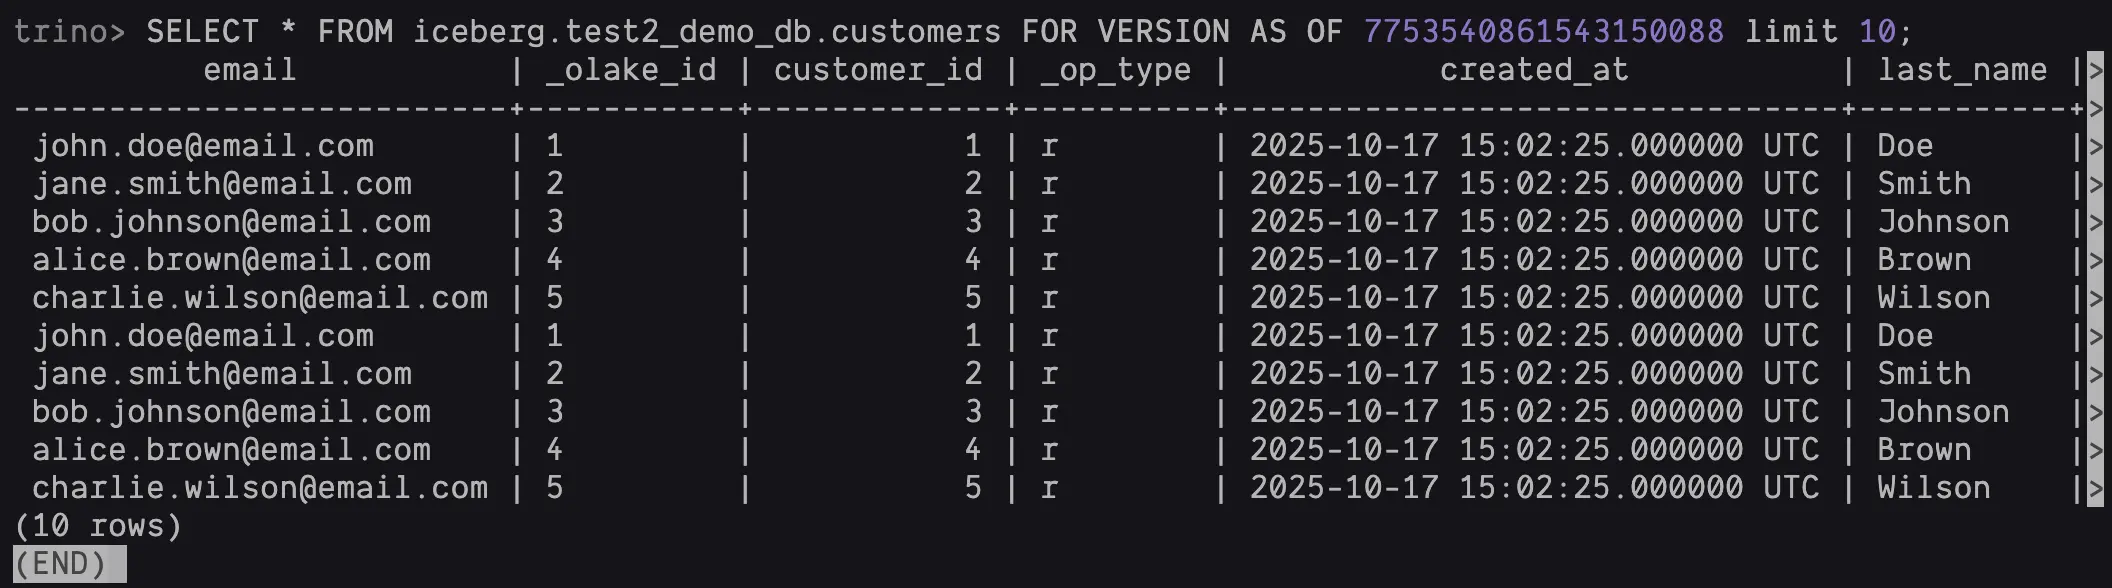 trino> SELECT * FROM iceberg.test2_demo_db.customers FOR VERSION AS OF 7753540861543150088 limit 10;
          email           | _olake_id | customer_id | _op_type |           created_at           | last_name |>
--------------------------+-----------+-------------+----------+--------------------------------+-----------+>
 john.doe@email.com       | 1         |           1 | r        | 2025-10-17 15:02:25.000000 UTC | Doe       |>
 jane.smith@email.com     | 2         |           2 | r        | 2025-10-17 15:02:25.000000 UTC | Smith     |>
 bob.johnson@email.com    | 3         |           3 | r        | 2025-10-17 15:02:25.000000 UTC | Johnson   |>
 alice.brown@email.com    | 4         |           4 | r        | 2025-10-17 15:02:25.000000 UTC | Brown     |>
 charlie.wilson@email.com | 5         |           5 | r        | 2025-10-17 15:02:25.000000 UTC | Wilson    |>
 john.doe@email.com       | 1         |           1 | r        | 2025-10-17 15:02:25.000000 UTC | Doe       |>
 jane.smith@email.com     | 2         |           2 | r        | 2025-10-17 15:02:25.000000 UTC | Smith     |>
 bob.johnson@email.com    | 3         |           3 | r        | 2025-10-17 15:02:25.000000 UTC | Johnson   |>
 alice.brown@email.com    | 4         |           4 | r        | 2025-10-17 15:02:25.000000 UTC | Brown     |>
 charlie.wilson@email.com | 5         |           5 | r        | 2025-10-17 15:02:25.000000 UTC | Wilson    |>
(10 rows)
(END)